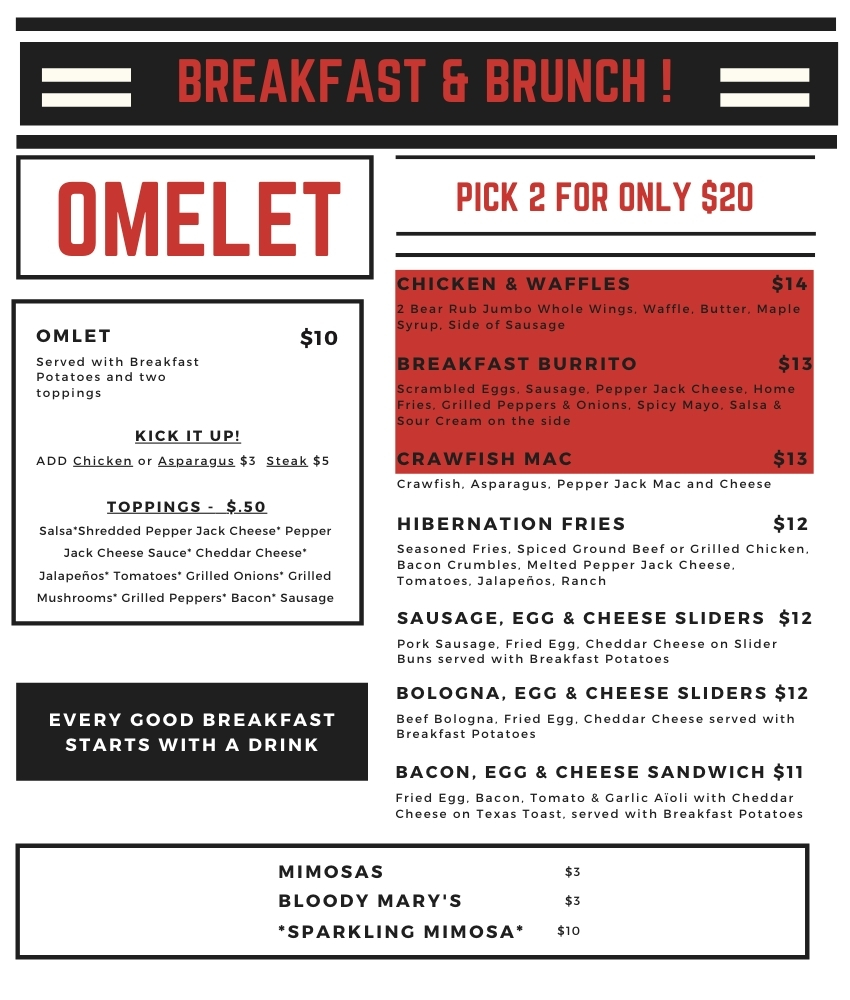 BREAKFAST & BRUNCH !
OMELET
OMLET $10
Served with Breakfast
Potatoes and two
toppings
KICK IT UP!
ADD Chicken or Asparagus $3 Steak $5
TOPPINGS - $.50
Salsa*Shredded Pepper Jack Cheese* Pepper
Jack Cheese Sauce* Cheddar Cheese*
Jalapeños* Tomatoes* Grilled Onions* Grilled
Mushrooms* Grilled Peppers* Bacon* Sausage
EVERY GOOD BREAKFAST
STARTS WITH A DRINK
PICK 2 FOR ONLY $20
CHICKEN & WAFFLES $14
2 Bear Rub Jumbo Whole Wings, Waffle, Butter, Maple
Syrup, Side of Sausage
BREAKFAST BURRITO $13
Scrambled Eggs, Sausage, Pepper Jack Cheese, Home
Fries, Grilled Peppers & Onions, Spicy Mayo, Salsa &
Sour Cream on the side
CRAWFISH MAC $13
Crawfish, Asparagus, Pepper Jack Mac and Cheese
HIBERNATION FRIES $12
Seasoned Fries, Spiced Ground Beef or Grilled Chicken,
Bacon Crumbles, Melted Pepper Jack Cheese,
Tomatoes, Jalapeños, Ranch
SAUSAGE, EGG & CHEESE SLIDERS $12
Pork Sausage, Fried Egg, Cheddar Cheese on Slider
Buns served with Breakfast Potatoes
BOLOGNA, EGG & CHEESE SLIDERS $12
Beef Bologna, Fried Egg, Cheddar Cheese served with
Breakfast Potatoes
BACON, EGG & CHEESE SANDWICH $11
Fried Egg, Bacon, Tomato & Garlic Aïoli with Cheddar
Cheese on Texas Toast, served with Breakfast Potatoes
MIMOSAS $3
BLOODY MARY'S $3
*SPARKLING MIMOSA* $10